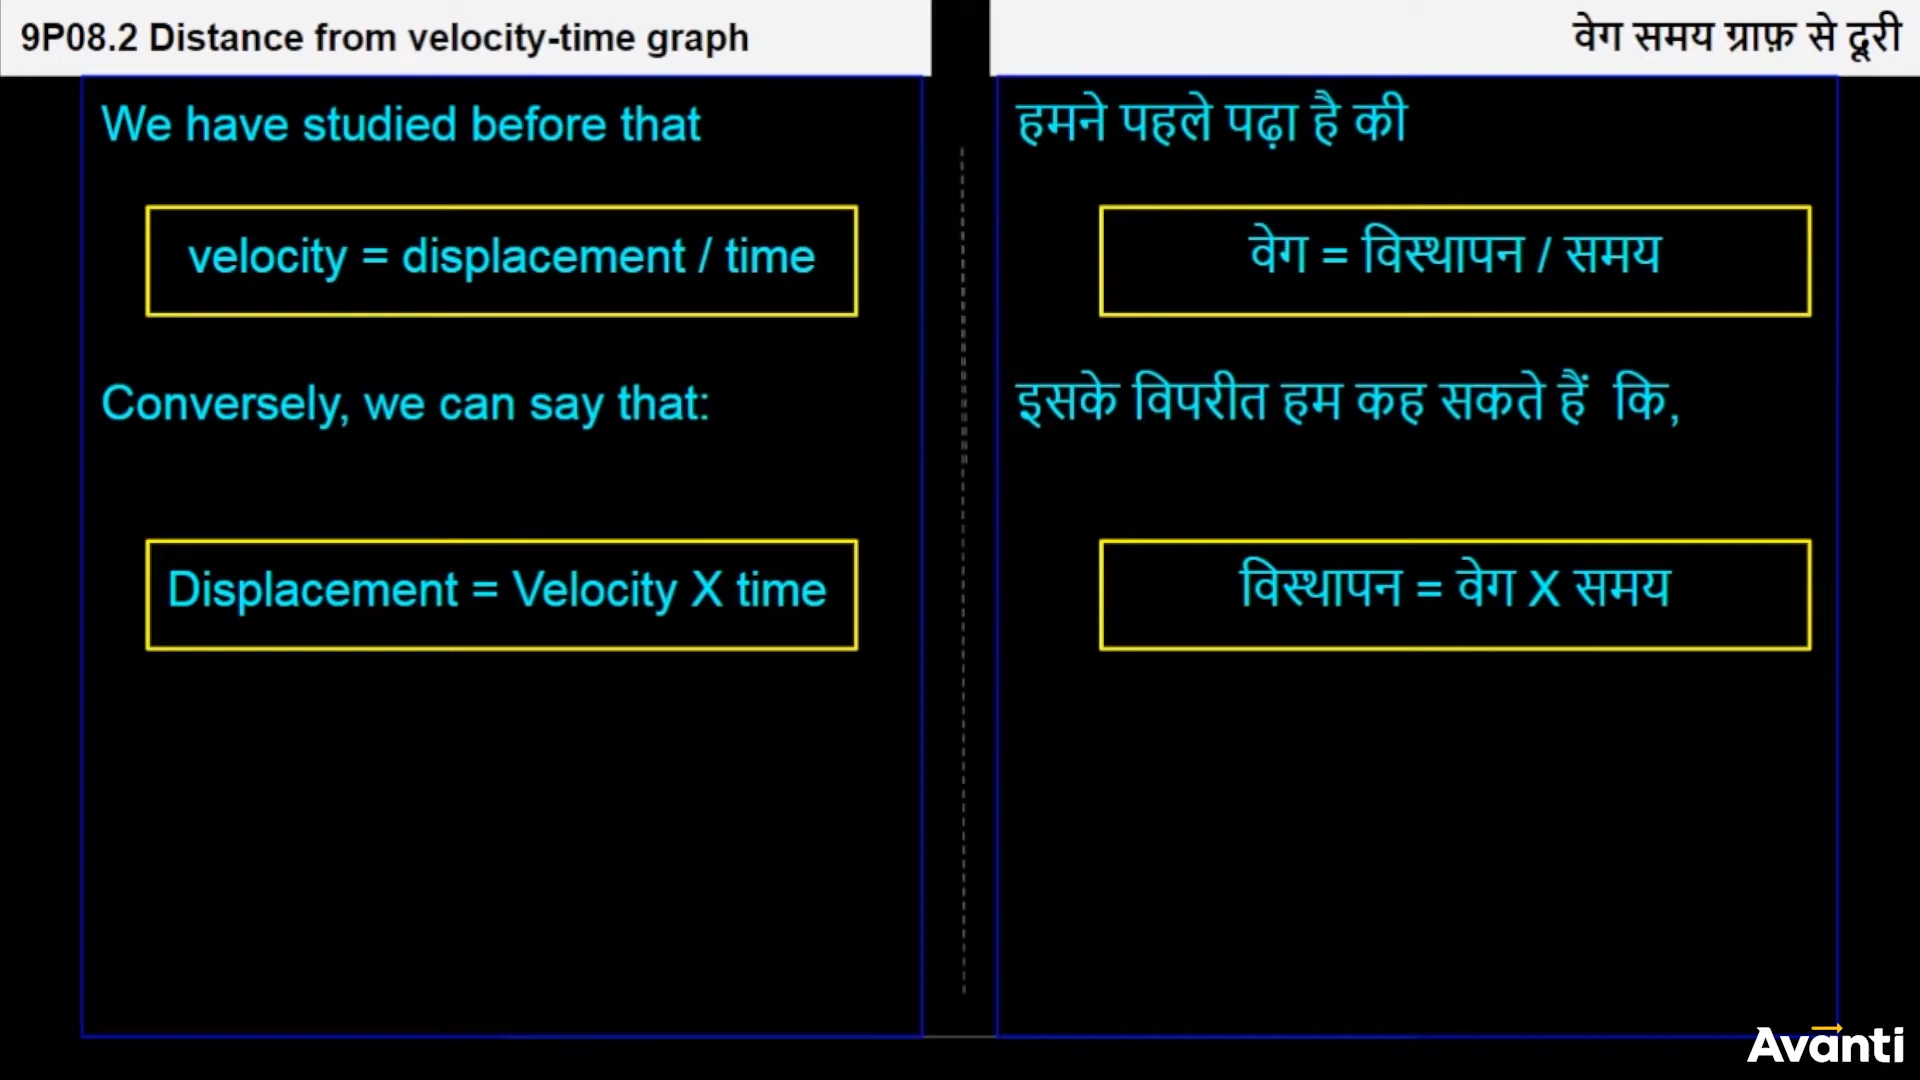 9P08.2 Distance from velocity-time graph
वेग समय ग्राफ़ से दूरी
We have studied before that
velocity = displacement / time
Conversely, we can say that:
Displacement = Velocity X time
हमने पहले पढ़ा है की
वेग = विस्थापन / समय
इसके विपरीत हम कह सकते हैं कि,
विस्थापन = वेग X समय
Avanti